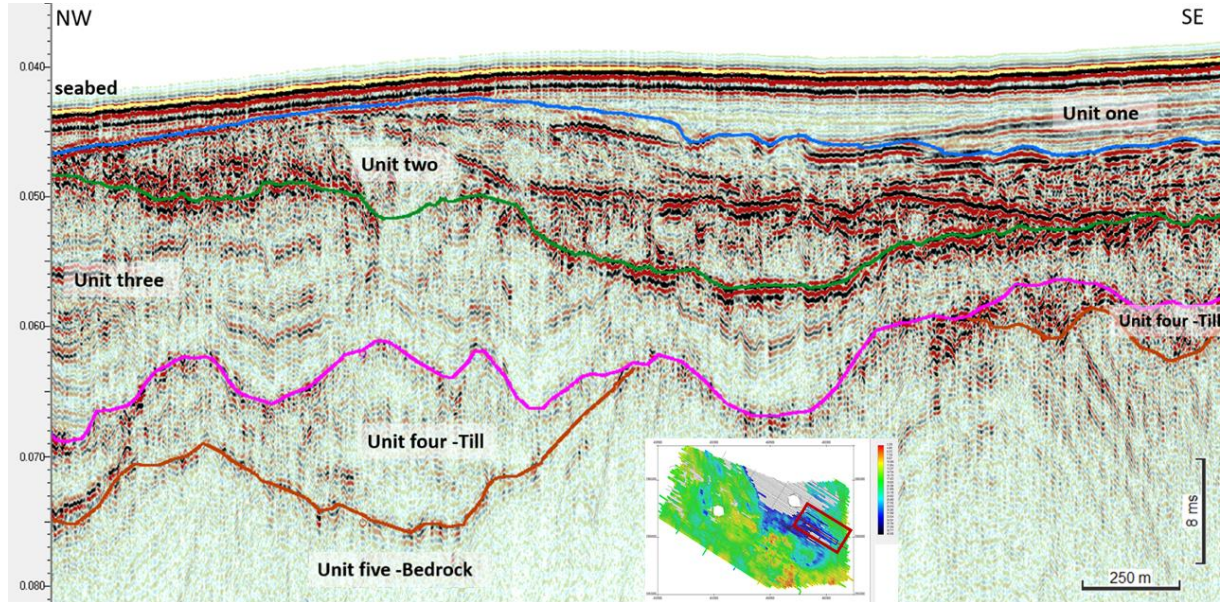 NW
SE
0.040
seabed
Unit one
Unit two
0.050
Unit three
0.060
Unit four -Till
Unit four -Till
0.070
8 ms
Unit five -Bedrock
250 m
0.080